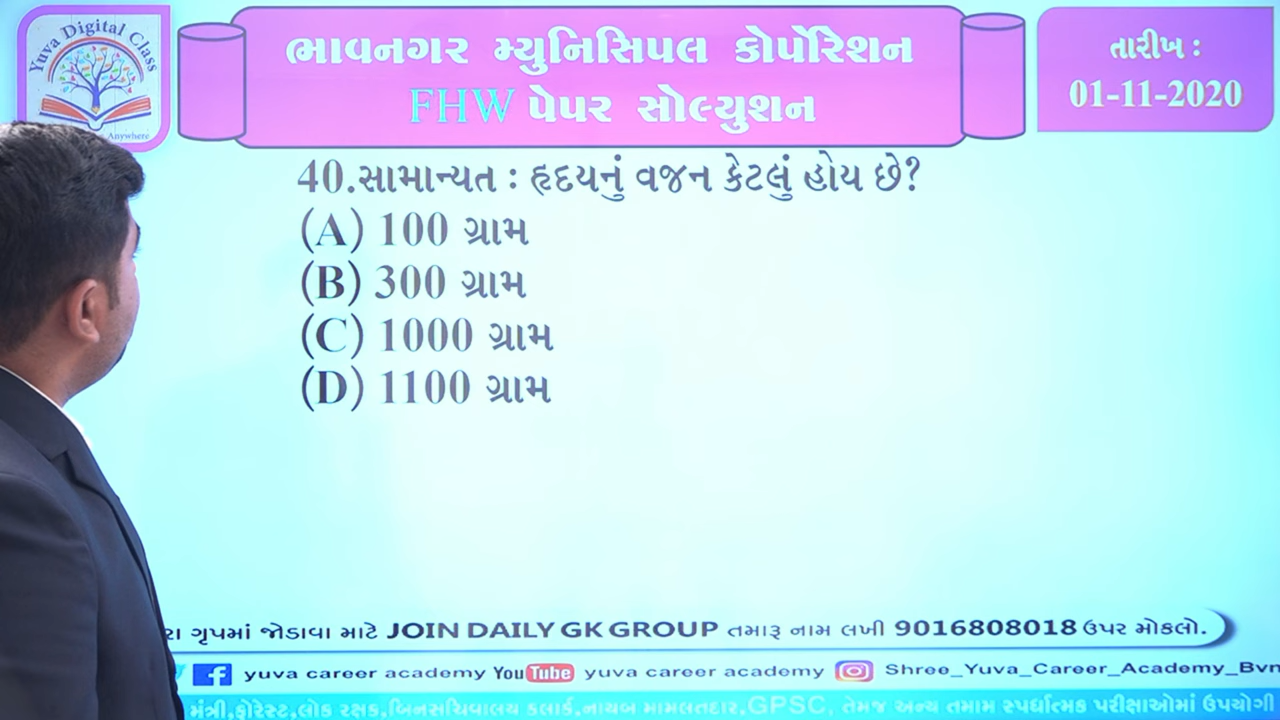 Yuva Digital Class
Anywhere
ભાવનગર મ્યુનિસિપલ કોર્પોરેશન
FHW પેપર સોલ્યુશન
તારીખ :
01-11-2020
40.સામાન્યત : હૃદયનું વજન કેટલું હોય છે?
(A) 100 ગ્રામ
(B) 300 ગ્રામ
(C) 1000 ગ્રામ
(D) 1100 ગ્રામ
ગૃપમાં જોડાવા માટે JOIN DAILY GK GROUP તમારૂ નામ લખી 9016808018 ઉપર મોકલો.
yuva career academy YouTube yuva career academy Shree_Yuva_Career_Academy_Bvn
મંત્રી,ફોરેસ્ટ,લોક રક્ષક,બિનસચિવાલય કલાર્ક,નાયબ મામલતદાર,GPSC, તેમજ અન્ય તમામ સ્પર્ધાત્મક પરીક્ષાઓમાં ઉપયોગી